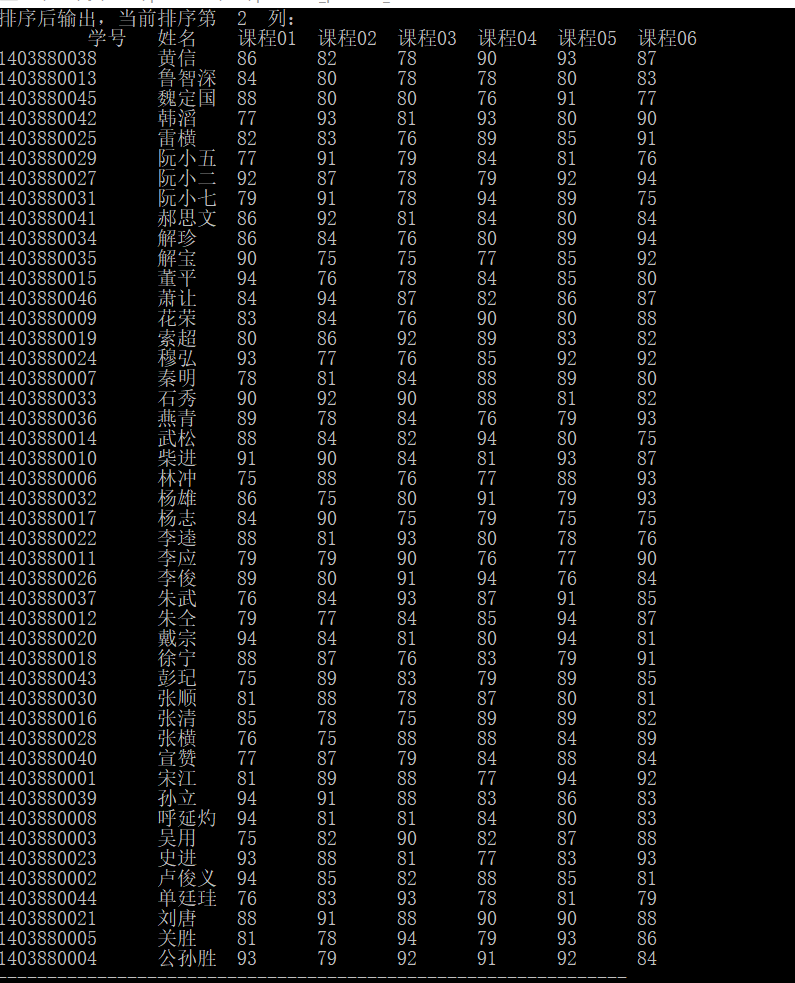 排序后输出，当前排序第  2  列：
学号 姓名 课程01 课程02 课程03 课程04 课程05 课程06
1403880038 黄信 86 82 78 90 93 87
1403880013 鲁智深 84 80 78 78 80 83
1403880045 魏定国 88 80 80 76 91 77
1403880042 韩滔 77 93 81 93 80 90
1403880025 雷横 82 83 76 89 85 91
1403880029 阮小五 77 91 79 84 81 76
1403880027 阮小二 92 87 78 79 92 94
1403880031 阮小七 79 91 78 94 89 75
1403880041 郝思文 86 92 81 84 80 84
1403880034 解珍 86 84 76 80 89 94
1403880035 解宝 90 75 75 77 85 92
1403880015 董平 94 76 78 84 85 80
1403880046 萧让 84 94 87 82 86 87
1403880009 花荣 83 84 76 90 80 88
1403880019 索超 80 86 92 89 83 82
1403880024 穆弘 93 77 76 85 92 92
1403880007 秦明 78 81 84 88 89 80
1403880033 石秀 90 92 90 88 81 82
1403880036 燕青 89 78 84 76 79 93
1403880014 武松 88 84 82 94 80 75
1403880010 柴进 91 90 84 81 93 87
1403880006 林冲 75 88 76 77 88 93
1403880032 杨雄 86 75 80 91 79 93
1403880017 杨志 84 90 75 79 75 75
1403880022 李逵 88 81 93 80 78 76
1403880011 李应 79 79 90 76 77 90
1403880026 李俊 89 80 91 94 76 84
1403880037 朱武 76 84 93 87 91 85
1403880012 朱仝 79 77 84 85 94 87
1403880020 戴宗 94 84 81 80 94 81
1403880018 徐宁 88 87 76 83 79 91
1403880043 彭玘 75 89 83 79 89 85
1403880030 张顺 81 88 78 87 80 81
1403880016 张清 85 78 75 89 89 82
1403880028 张横 76 75 88 88 84 89
1403880040 宣赞 77 87 79 84 88 84
1403880001 宋江 81 89 88 77 94 92
1403880039 孙立 94 91 88 83 86 83
1403880008 呼延灼 94 81 81 84 80 83
1403880003 吴用 75 82 90 82 87 88
1403880023 史进 93 88 81 77 83 93
1403880002 卢俊义 94 85 82 88 85 81
1403880044 单廷珪 76 83 93 78 81 79
1403880021 刘唐 88 91 88 90 90 88
1403880005 关胜 81 78 94 79 93 86
1403880004 公孙胜 93 79 92 91 92 84